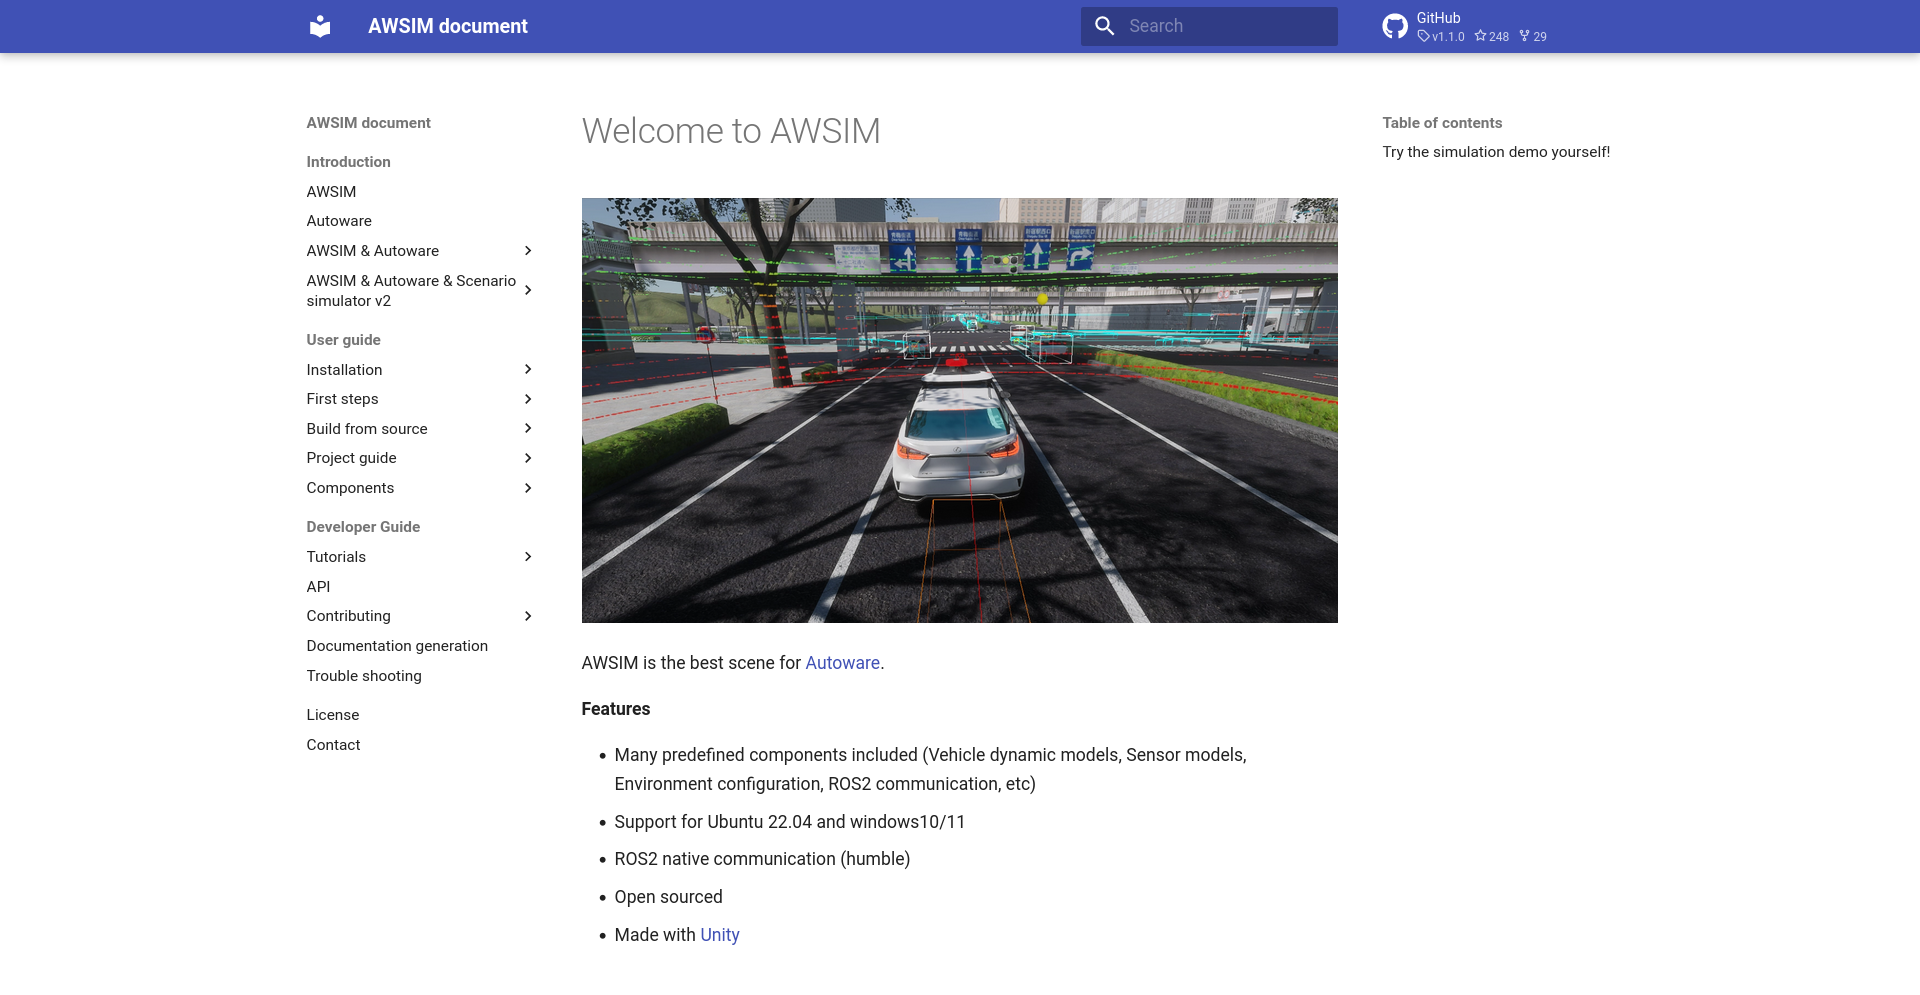 AWSIM document
Search
GitHub
v1.1.0 248 29
AWSIM document
Introduction
AWSIM
Autoware
AWSIM & Autoware
AWSIM & Autoware & Scenario
simulator v2
User guide
Installation
First steps
Build from source
Project guide
Components
Developer Guide
Tutorials
API
Contributing
Documentation generation
Trouble shooting
License
Contact
Welcome to AWSIM
AWSIM is the best scene for Autoware.
Features
• Many predefined components included (Vehicle dynamic models, Sensor models,
Environment configuration, ROS2 communication, etc)
• Support for Ubuntu 22.04 and windows10/11
• ROS2 native communication (humble)
• Open sourced
• Made with Unity
Table of contents
Try the simulation demo yourself!